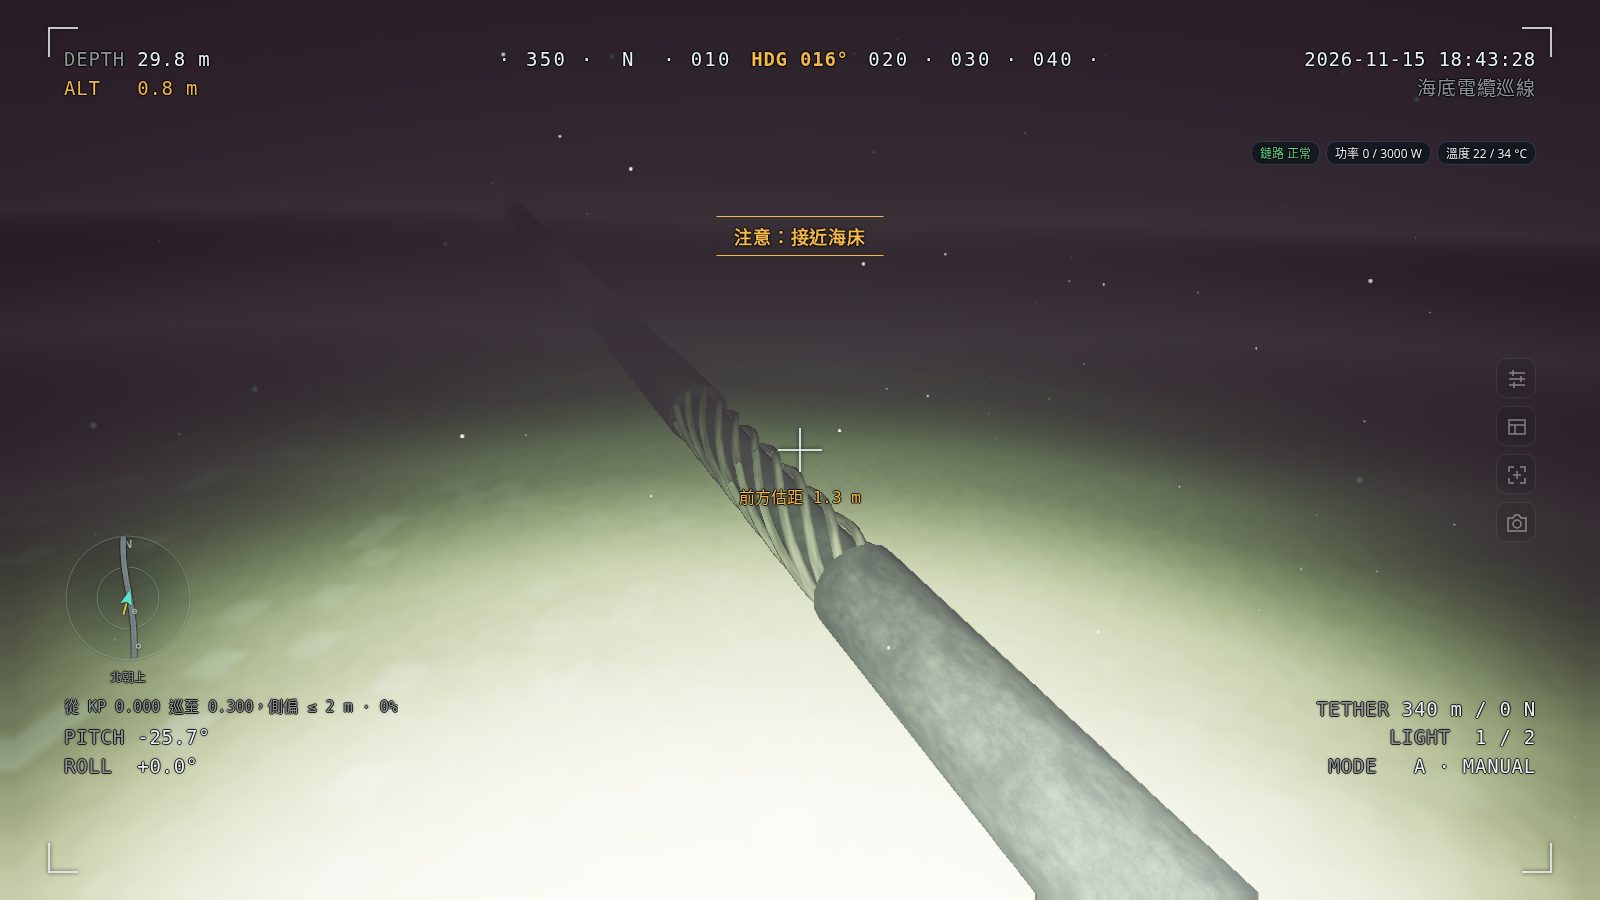 DEPTH 29.8 m
ALT 0.8 m
· 350 · N · 010 HDG 016° 020 · 030 · 040 ·
2026-11-15 18:43:28
海底電纜巡線
鏈路 正常
功率 0 / 3000 W
溫度 22 / 34 °C
注意：接近海床
前方估距 1.3 m
N
北朝上
從 KP 0.000 巡至 0.300，側偏 ≤ 2 m · 0%
PITCH -25.7°
ROLL +0.0°
TETHER 340 m / 0 N
LIGHT 1 / 2
MODE A · MANUAL